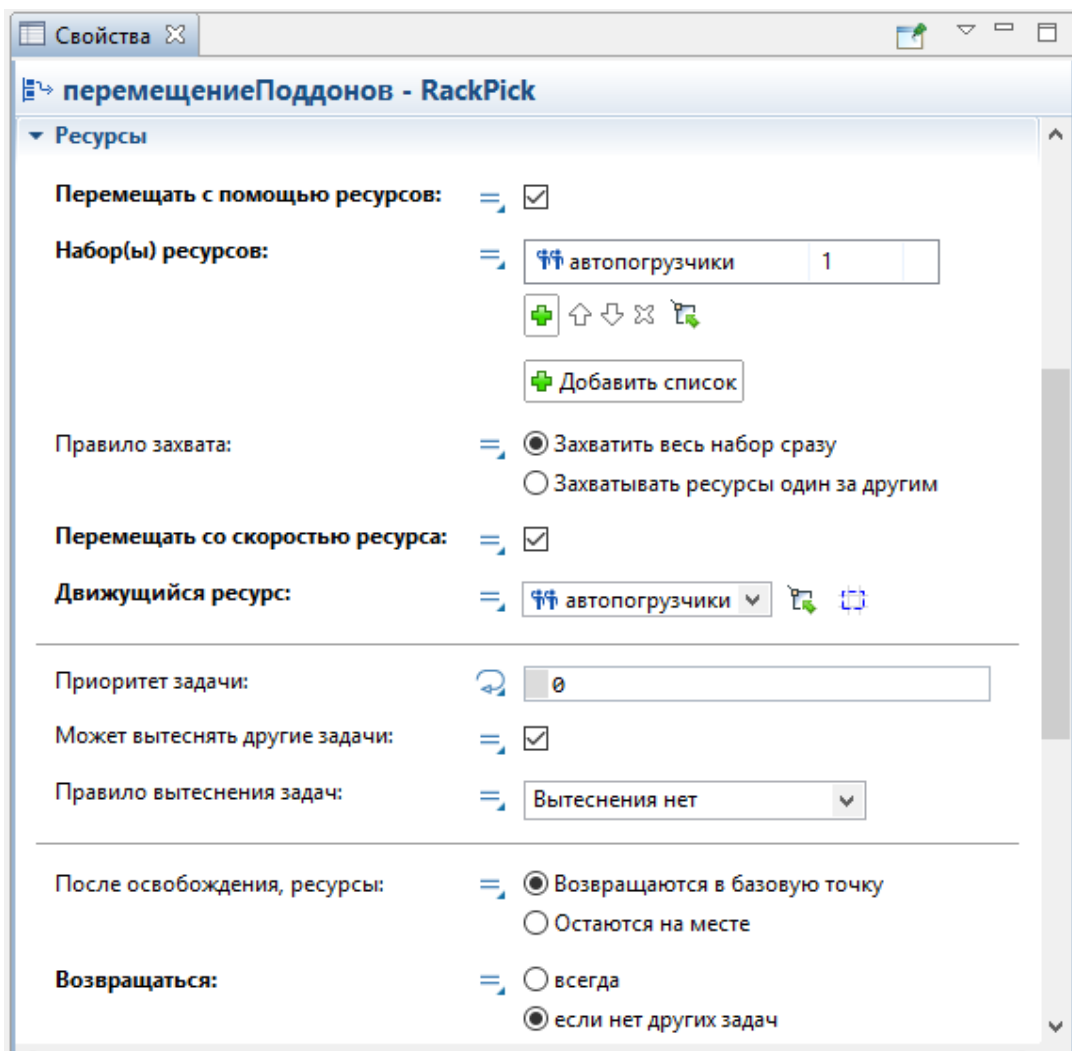 Свойства
перемещениеПоддонов - RackPick
Ресурсы
Перемещать с помощью ресурсов:
Набор(ы) ресурсов: автопогрузчики 1
Добавить список
Правило захвата: Захватить весь набор сразу
Захватывать ресурсы один за другим
Перемещать со скоростью ресурса:
Движущийся ресурс: автопогрузчики
Приоритет задачи: 0
Может вытеснять другие задачи:
Правило вытеснения задач: Вытеснения нет
После освобождения, ресурсы: Возвращаются в базовую точку
Остаются на месте
Возвращаться: всегда
если нет других задач